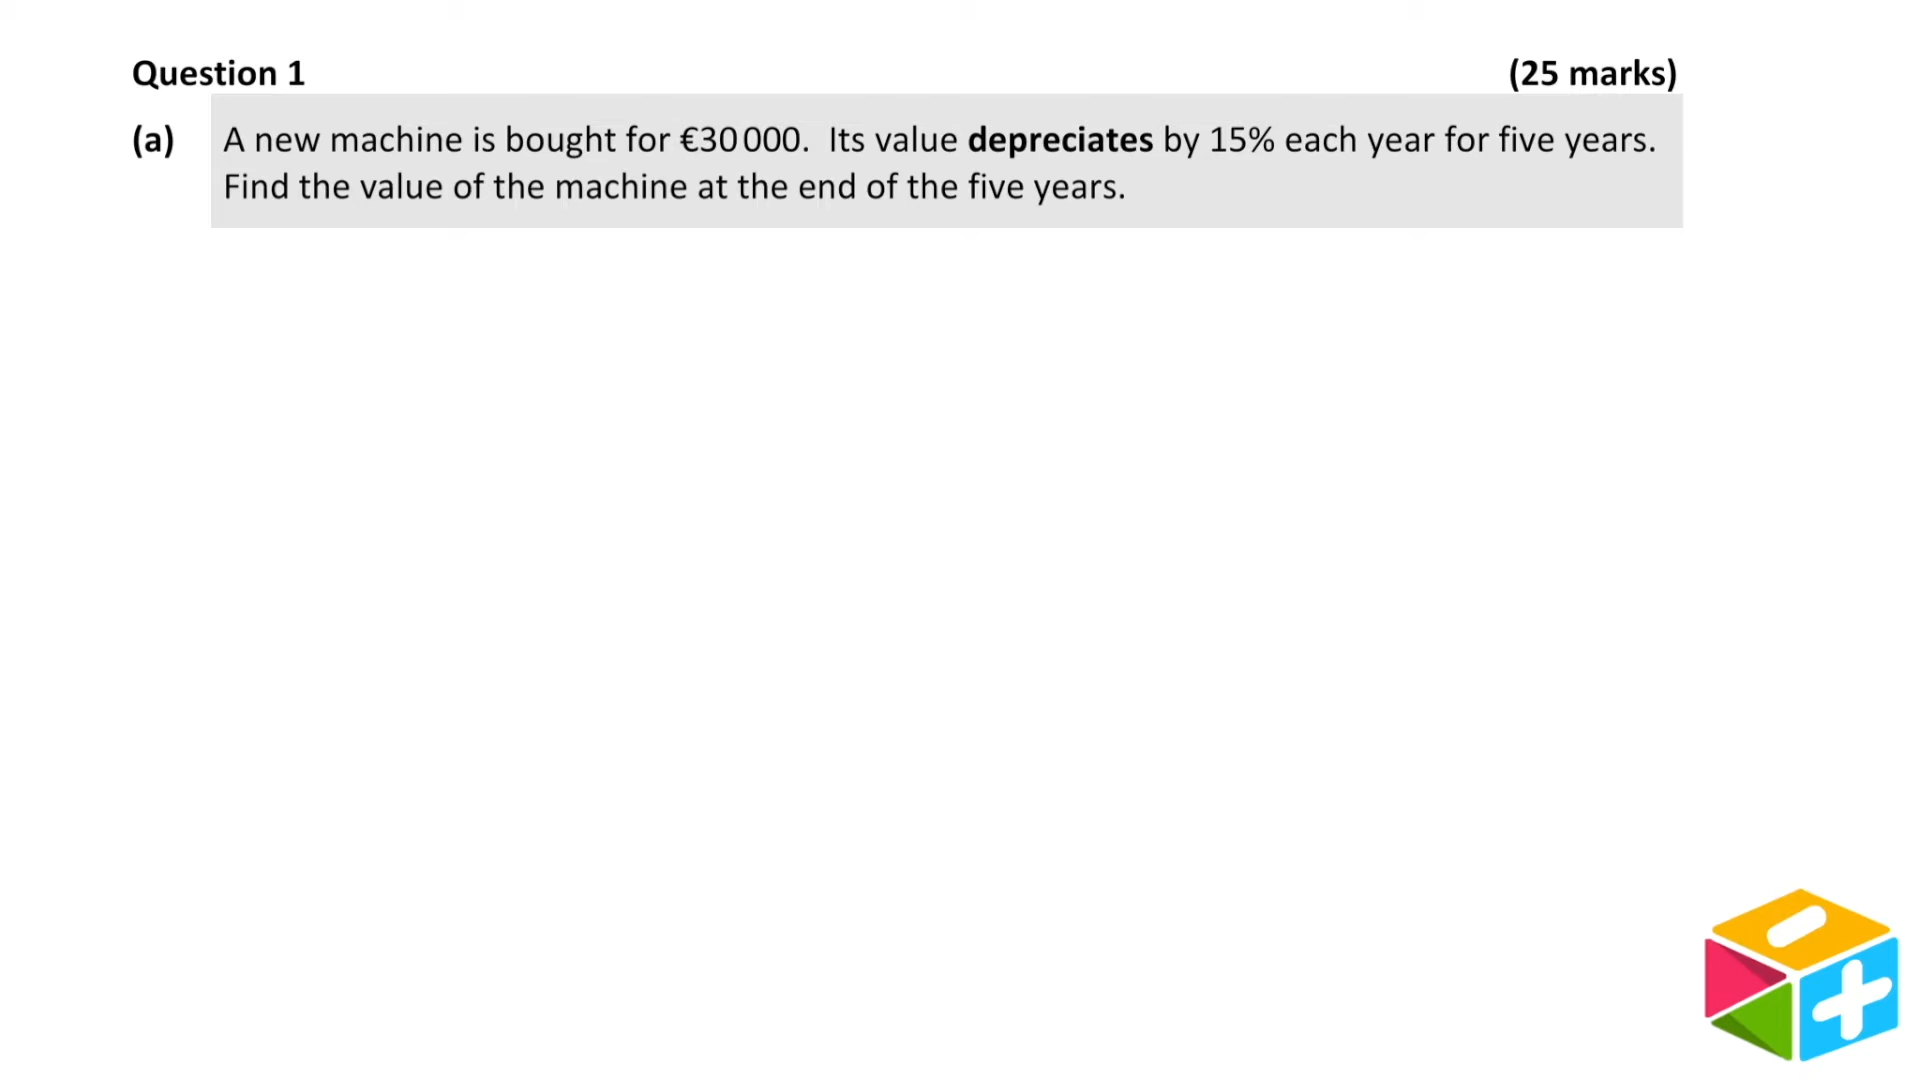 Question 1 (25 marks)
(a) A new machine is bought for €30 000. Its value depreciates by 15% each year for five years.
Find the value of the machine at the end of the five years.